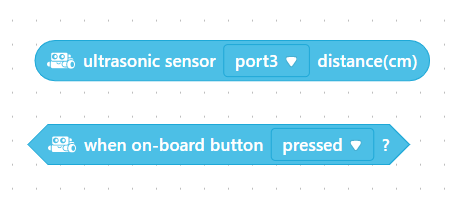 ultrasonic sensor port3 distance(cm)
when on-board button pressed ?